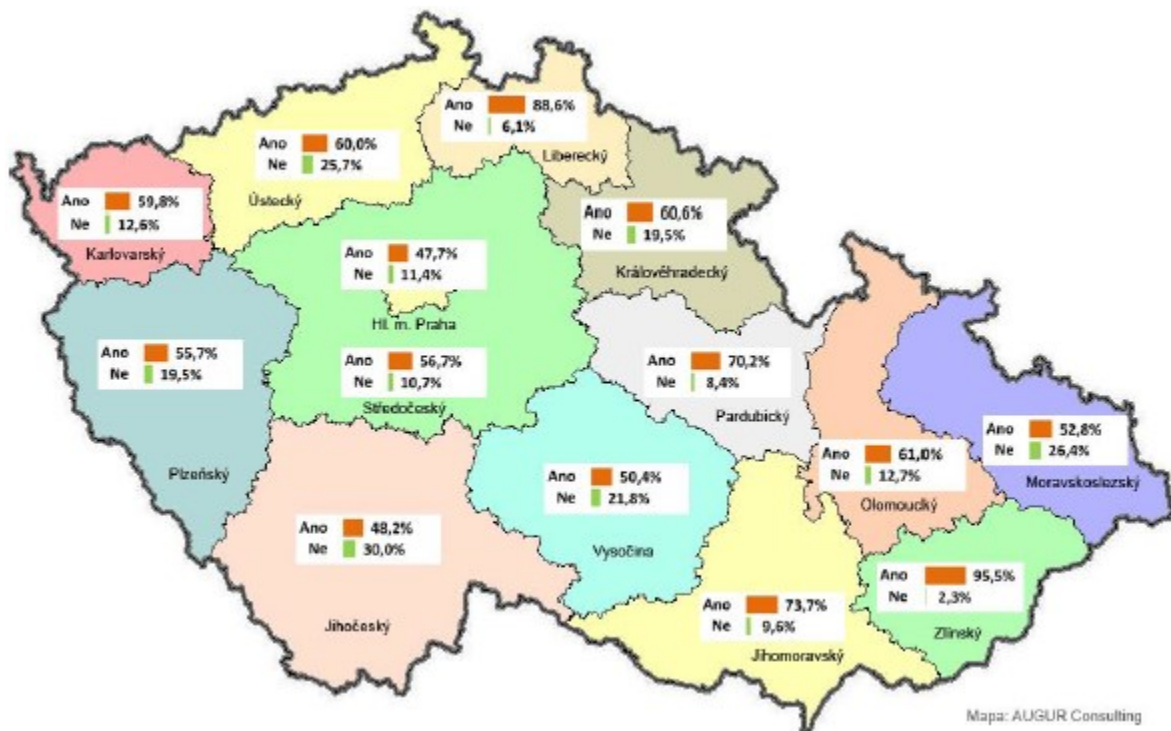 Ano 88,6%
Ne 6,1%
Liberecký
Ano 60,0%
Ne 25,7%
Ústecký
Ano 59,8%
Ne 12,6%
Karlovarský
Ano 60,6%
Ne 19,5%
Královéhradecký
Ano 47,7%
Ne 11,4%
Hl. m. Praha
Ano 56,7%
Ne 10,7%
Středočeský
Ano 55,7%
Ne 19,5%
Plzeňský
Ano 70,2%
Ne 8,4%
Pardubický
Ano 52,8%
Ne 26,4%
Moravskoslezský
Ano 61,0%
Ne 12,7%
Olomoucký
Ano 50,4%
Ne 21,8%
Vysočina
Ano 48,2%
Ne 30,0%
Jihočeský
Ano 95,5%
Ne 2,3%
Zlínský
Ano 73,7%
Ne 9,6%
Jihomoravský
Mapa: AUGUR Consulting